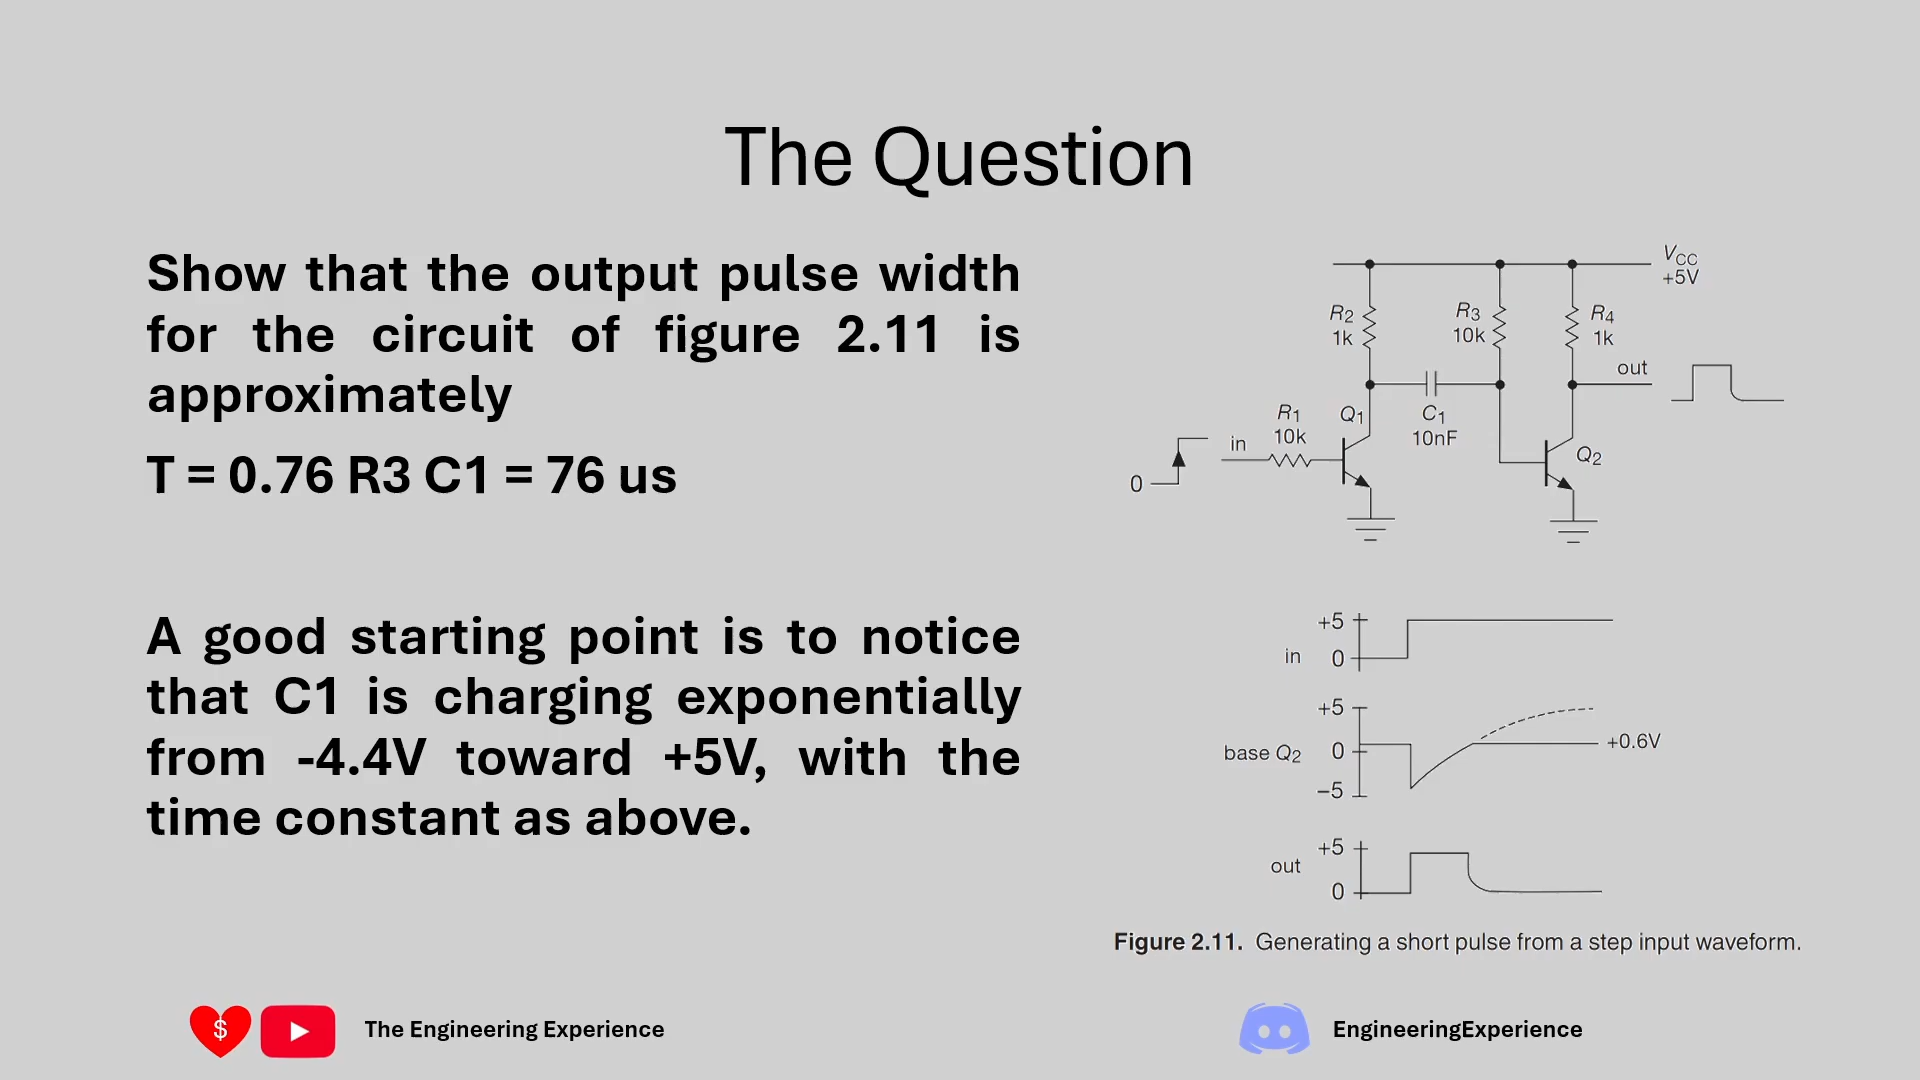 The Question
Show that the output pulse width
for the circuit of figure 2.11 is
approximately
T = 0.76 R3 C1 = 76 us
A good starting point is to notice
that C1 is charging exponentially
from -4.4V toward +5V, with the
time constant as above.
VCC
+5V
R2
1k
R3
10k
R4
1k
out
R1
10k
Q1
C1
10nF
in
Q2
0
+5
in 0
+5
base Q2 0
+0.6V
−5
+5
out
0
Figure 2.11. Generating a short pulse from a step input waveform.
$
The Engineering Experience
EngineeringExperience